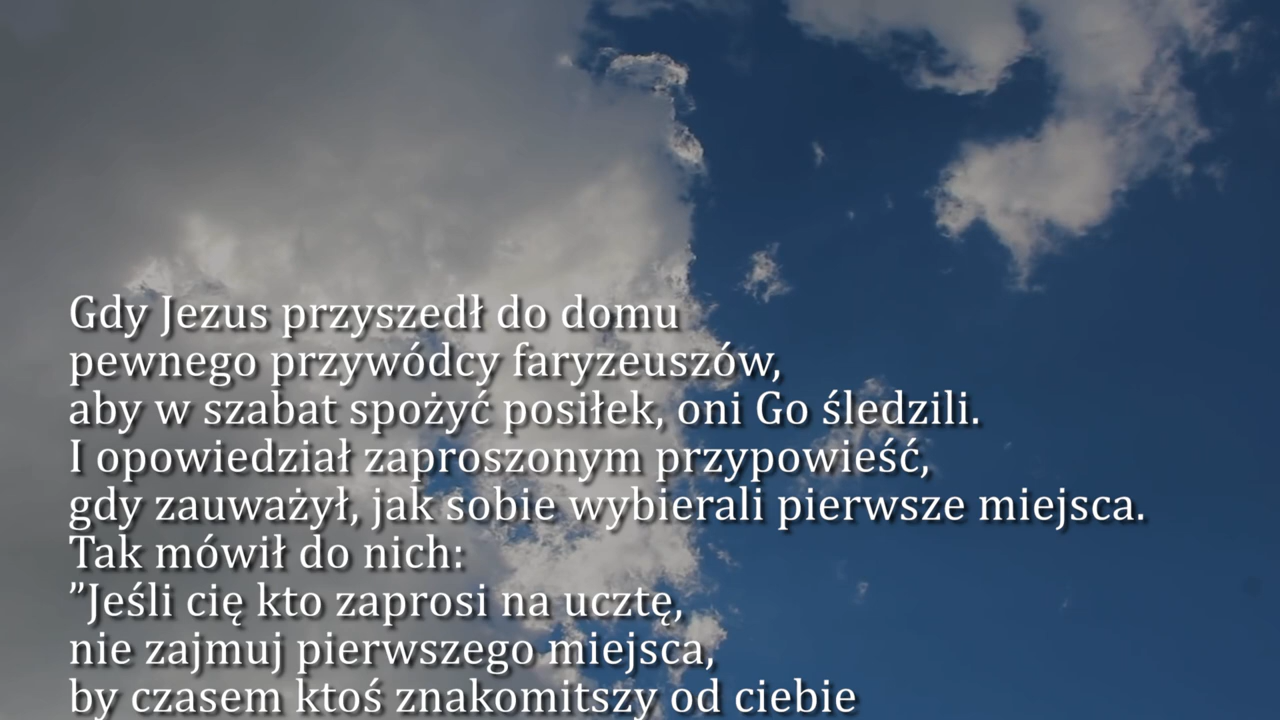 Gdy Jezus przyszedł do domu
pewnego przywódcy faryzeuszów,
aby w szabat spożyć posiłek, oni Go śledzili.
I opowiedział zaproszonym przypowieść,
gdy zauważył, jak sobie wybierali pierwsze miejsca.
Tak mówił do nich:
”Jeśli cię kto zaprosi na ucztę,
nie zajmuj pierwszego miejsca,
by czasem ktoś znakomitszy od ciebie